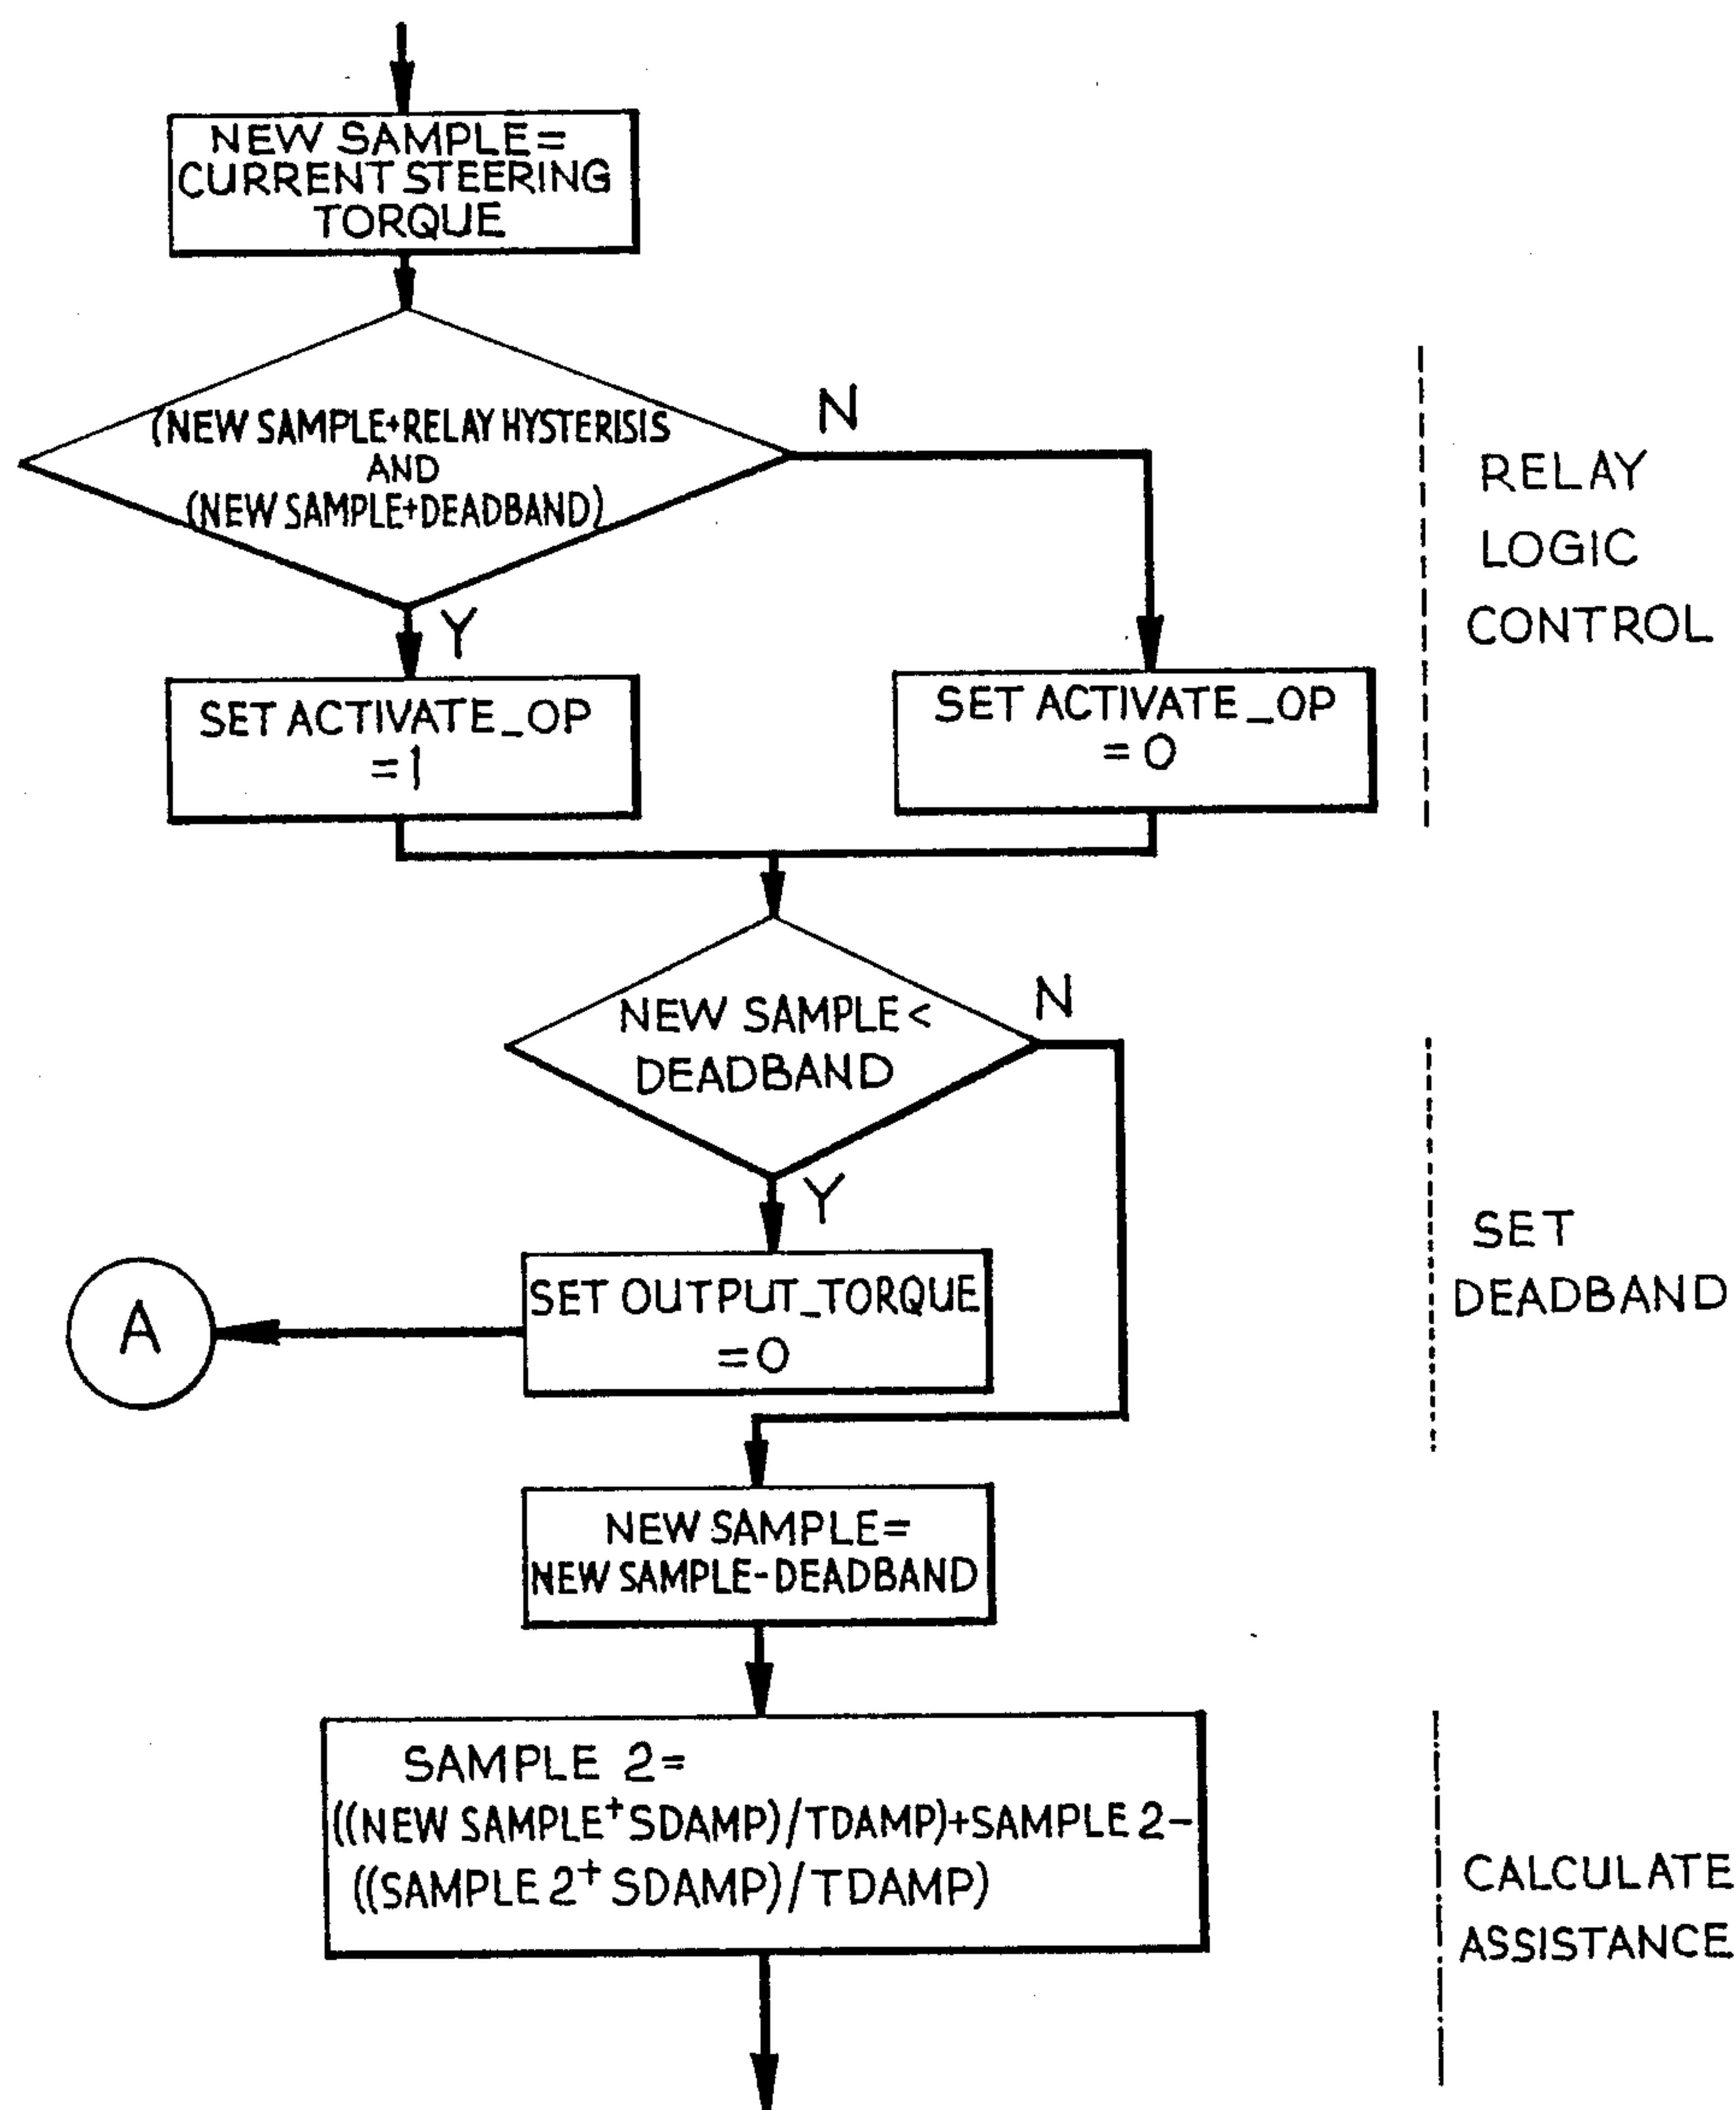 NEW SAMPLE=
CURRENT STEERING
TORQUE
(NEW SAMPLE+RELAY HYSTERISIS
AND
(NEW SAMPLE+DEADBAND)
N
Y
SET ACTIVATE_OP
=1
SET ACTIVATE_OP
=0
RELAY
LOGIC
CONTROL
NEW SAMPLE<
DEADBAND
N
Y
SET OUTPUT_TORQUE
=0
A
SET
DEADBAND
NEW SAMPLE=
NEW SAMPLE-DEADBAND
SAMPLE 2=
((NEW SAMPLE+SDAMP)/TDAMP)+SAMPLE 2-
((SAMPLE 2+ SDAMP)/TDAMP)
CALCULATE
ASSISTANCE